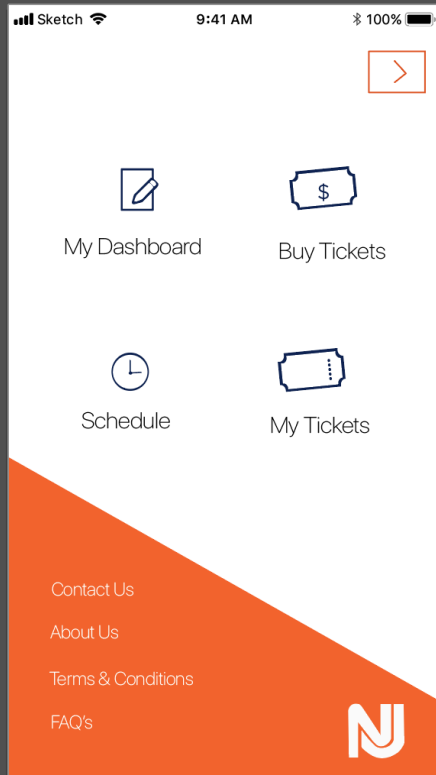 Sketch 9:41 AM 100%
$
My Dashboard Buy Tickets
Schedule My Tickets
Contact Us
About Us
Terms & Conditions
FAQ's
NJ